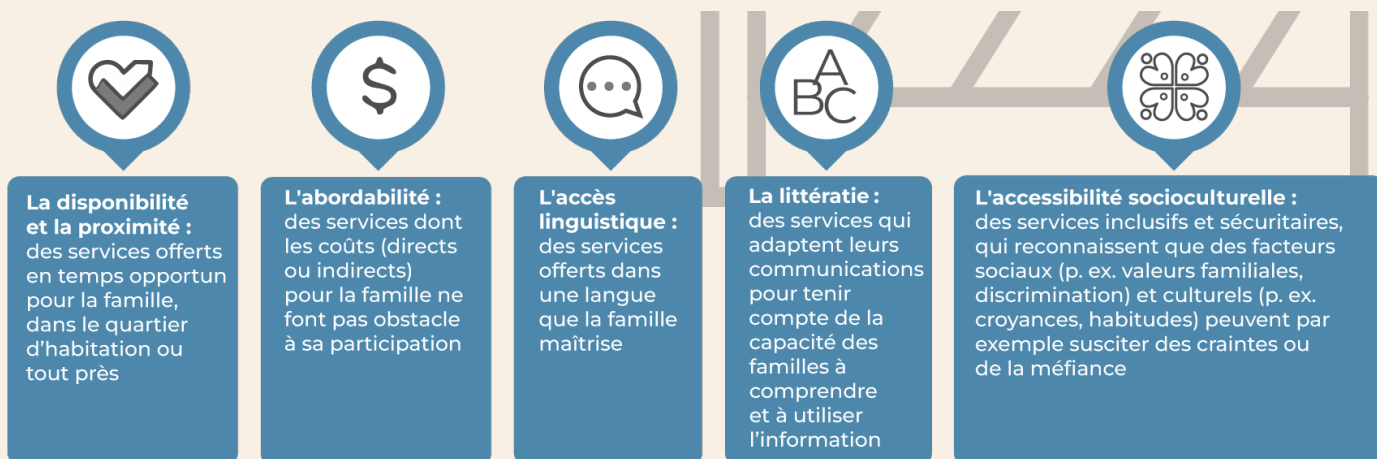 $
A
B
C
La disponibilité
et la proximité :
des services offerts
en temps opportun
pour la famille,
dans le quartier
d’habitation ou
tout près
L'abordabilité :
des services dont
les coûts (directs
ou indirects)
pour la famille ne
font pas obstacle
à sa participation
L'accès
linguistique :
des services
offerts dans
une langue
que la famille
maîtrise
La littératie :
des services qui
adaptent leurs
communications
pour tenir
compte de la
capacité des
familles à
comprendre
et à utiliser
l’information
L'accessibilité socioculturelle :
des services inclusifs et sécuritaires,
qui reconnaissent que des facteurs
sociaux (p. ex. valeurs familiales,
discrimination) et culturels (p. ex.
croyances, habitudes) peuvent par
exemple susciter des craintes ou
de la méfiance